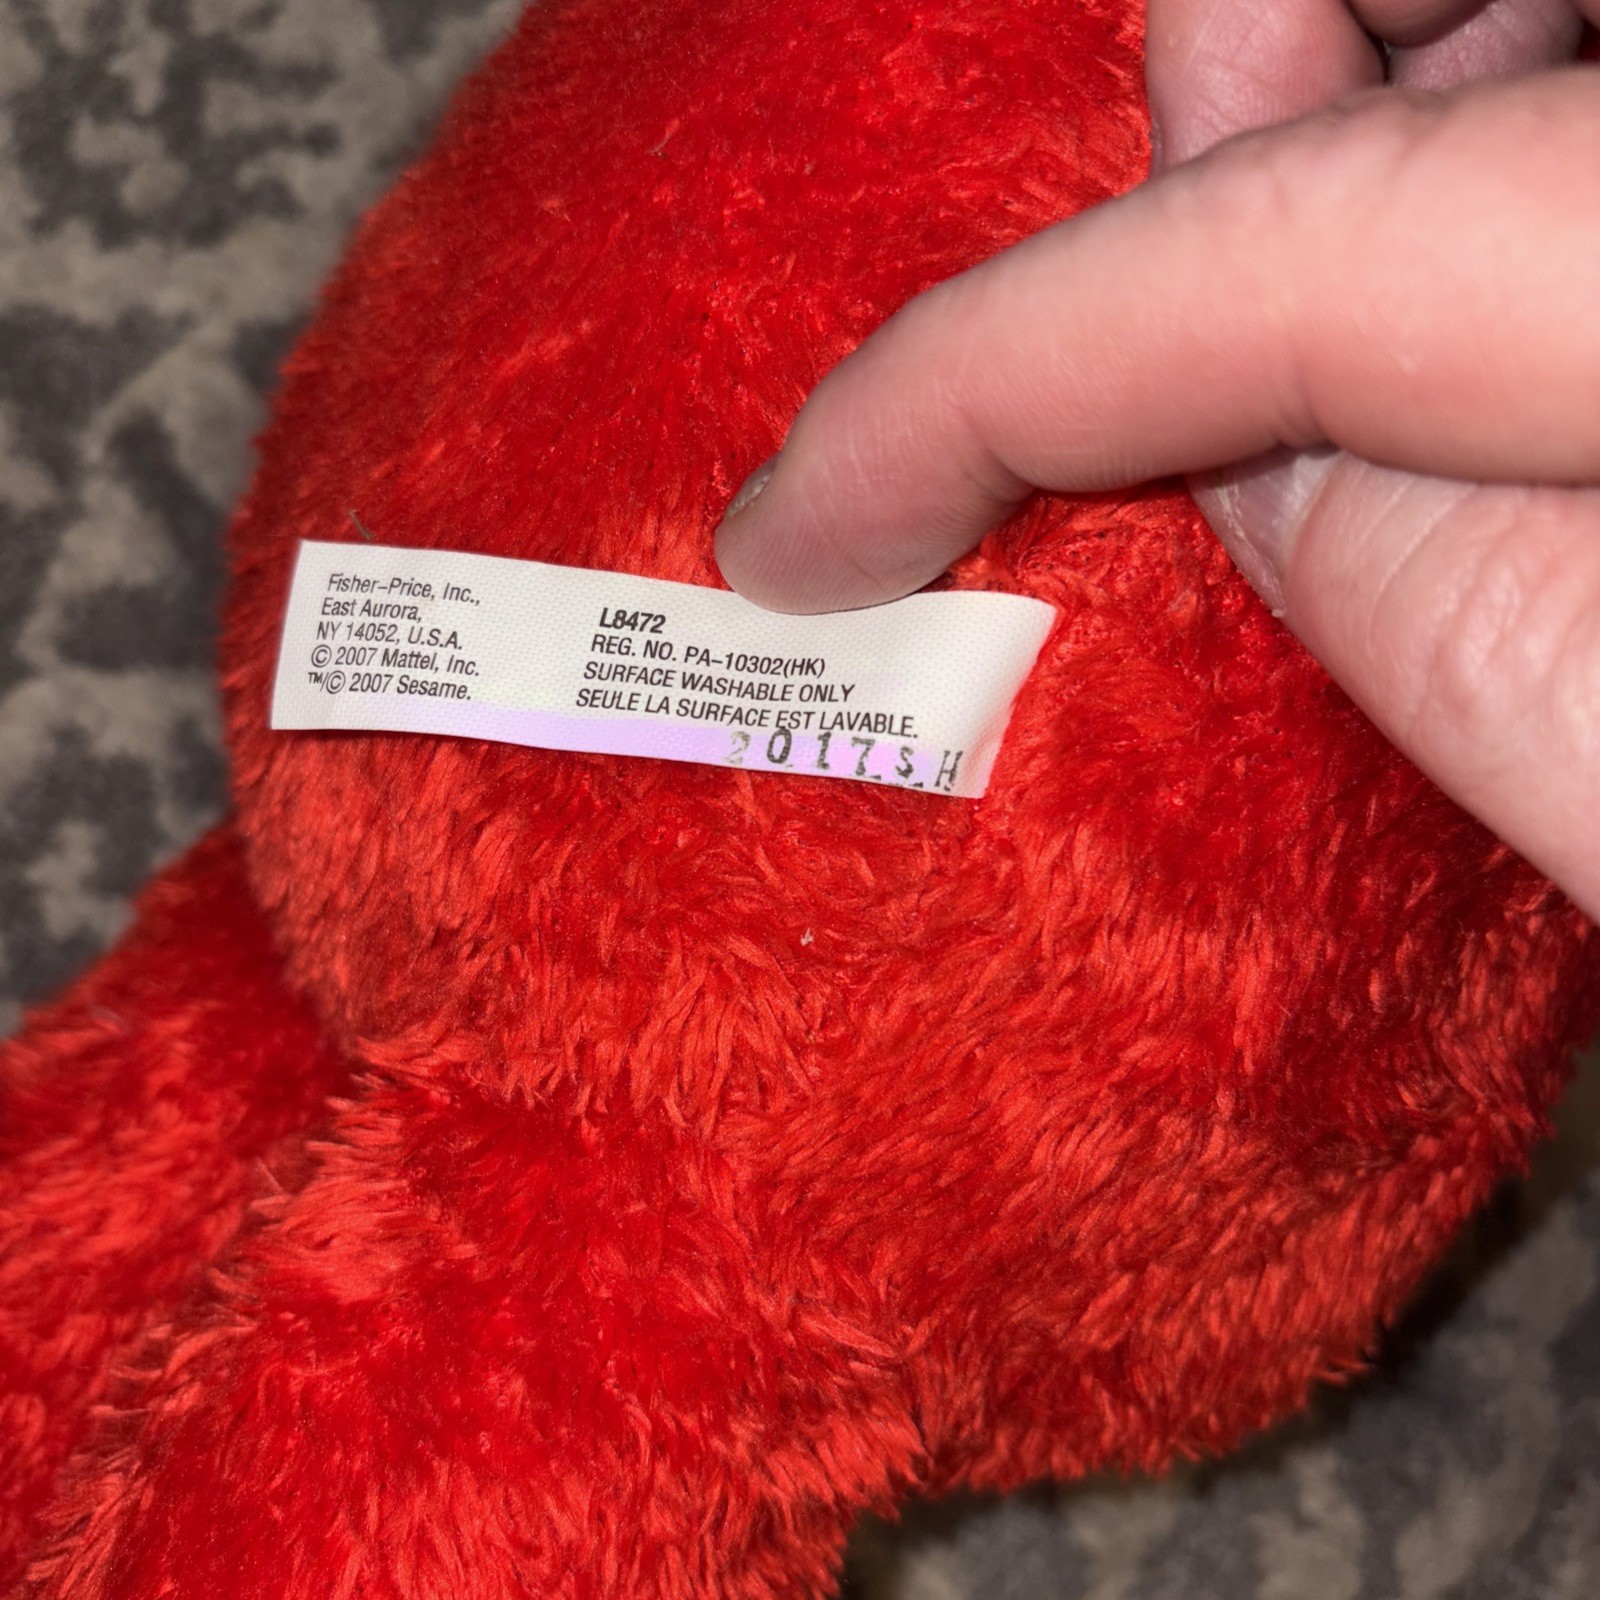 Fisher-Price, Inc.,
East Aurora,
NY 14052, U.S.A.
© 2007 Mattel, Inc.
™/© 2007 Sesame.
L8472
REG. NO. PA-10302(HK)
SURFACE WASHABLE ONLY
SEULE LA SURFACE EST LAVABLE.
2017SH